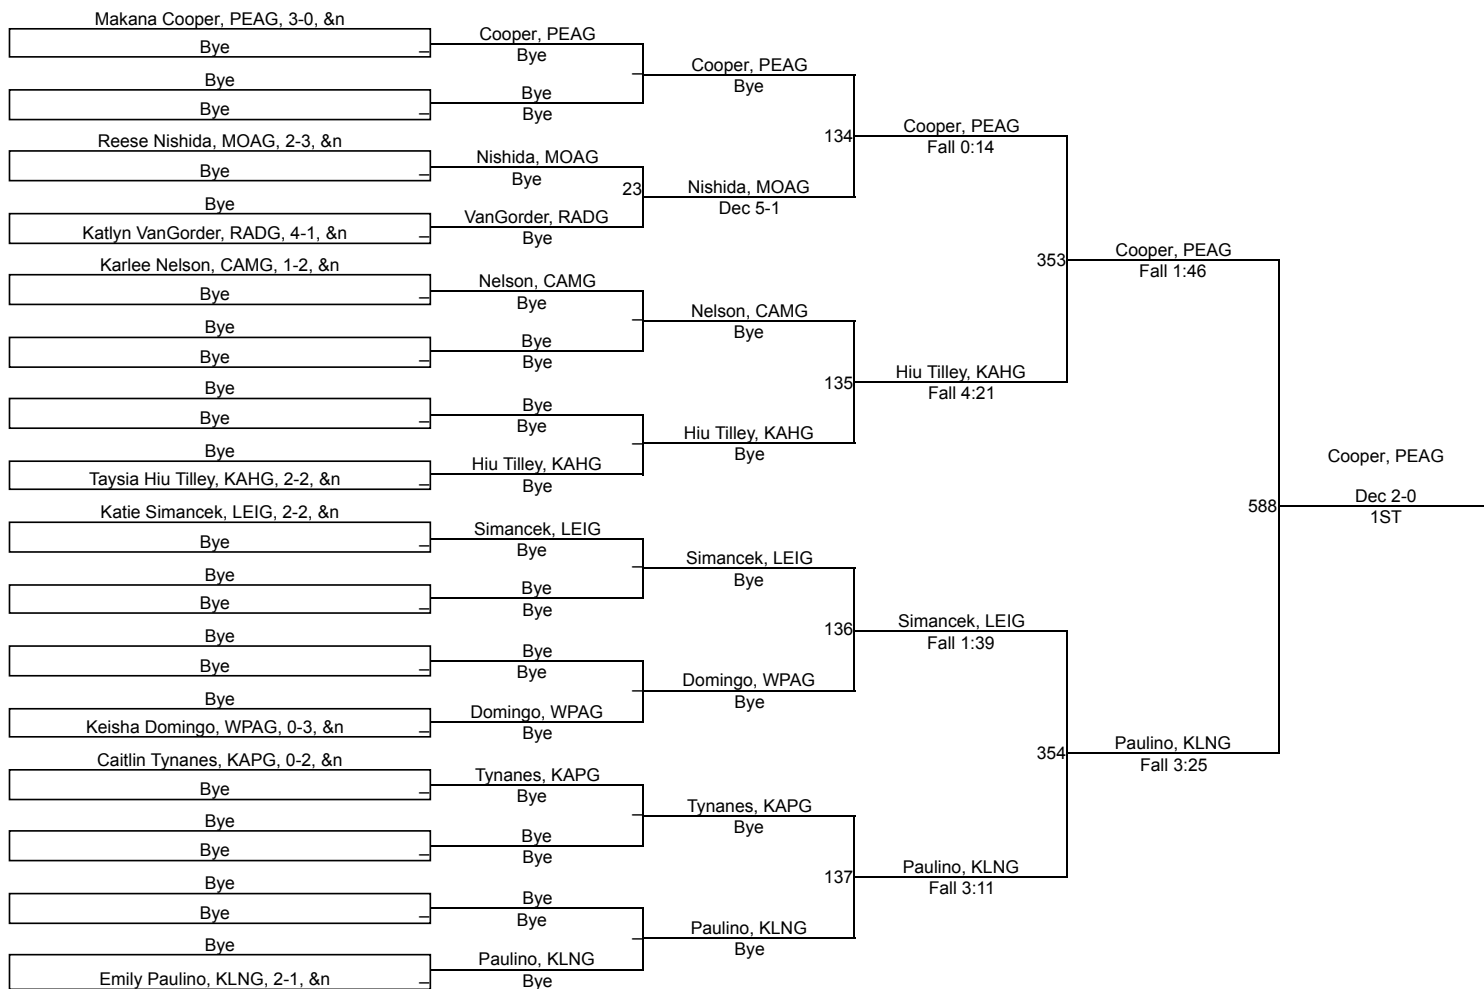 Makana Cooper, PEAG, 3-0, &n
Bye
Bye
Bye
Reese Nishida, MOAG, 2-3, &n
Bye
Bye
Katlyn VanGorder, RADG, 4-1, &n
Karlee Nelson, CAMG, 1-2, &n
Bye
Bye
Bye
Bye
Bye
Bye
Taysia Hiu Tilley, KAHG, 2-2, &n
Katie Simancek, LEIG, 2-2, &n
Bye
Bye
Bye
Bye
Bye
Bye
Keisha Domingo, WPAG, 0-3, &n
Caitlin Tynanes, KAPG, 0-2, &n
Bye
Bye
Bye
Bye
Bye
Bye
Emily Paulino, KLNG, 2-1, &n
Cooper, PEAG
Bye
Bye
Bye
Nishida, MOAG
Bye
23
VanGorder, RADG
Bye
Nelson, CAMG
Bye
Bye
Bye
Bye
Bye
Hiu Tilley, KAHG
Bye
Simancek, LEIG
Bye
Bye
Bye
Bye
Bye
Domingo, WPAG
Bye
Tynanes, KAPG
Bye
Bye
Bye
Bye
Bye
Paulino, KLNG
Bye
Cooper, PEAG
Bye
134
Nishida, MOAG
Dec 5-1
Nelson, CAMG
Bye
135
Hiu Tilley, KAHG
Bye
Simancek, LEIG
Bye
136
Domingo, WPAG
Bye
Tynanes, KAPG
Bye
137
Paulino, KLNG
Bye
Cooper, PEAG
Fall 0:14
353
Hiu Tilley, KAHG
Fall 4:21
Simancek, LEIG
Fall 1:39
354
Paulino, KLNG
Fall 3:11
Cooper, PEAG
Fall 1:46
588
Paulino, KLNG
Fall 3:25
Cooper, PEAG
Dec 2-0
1ST